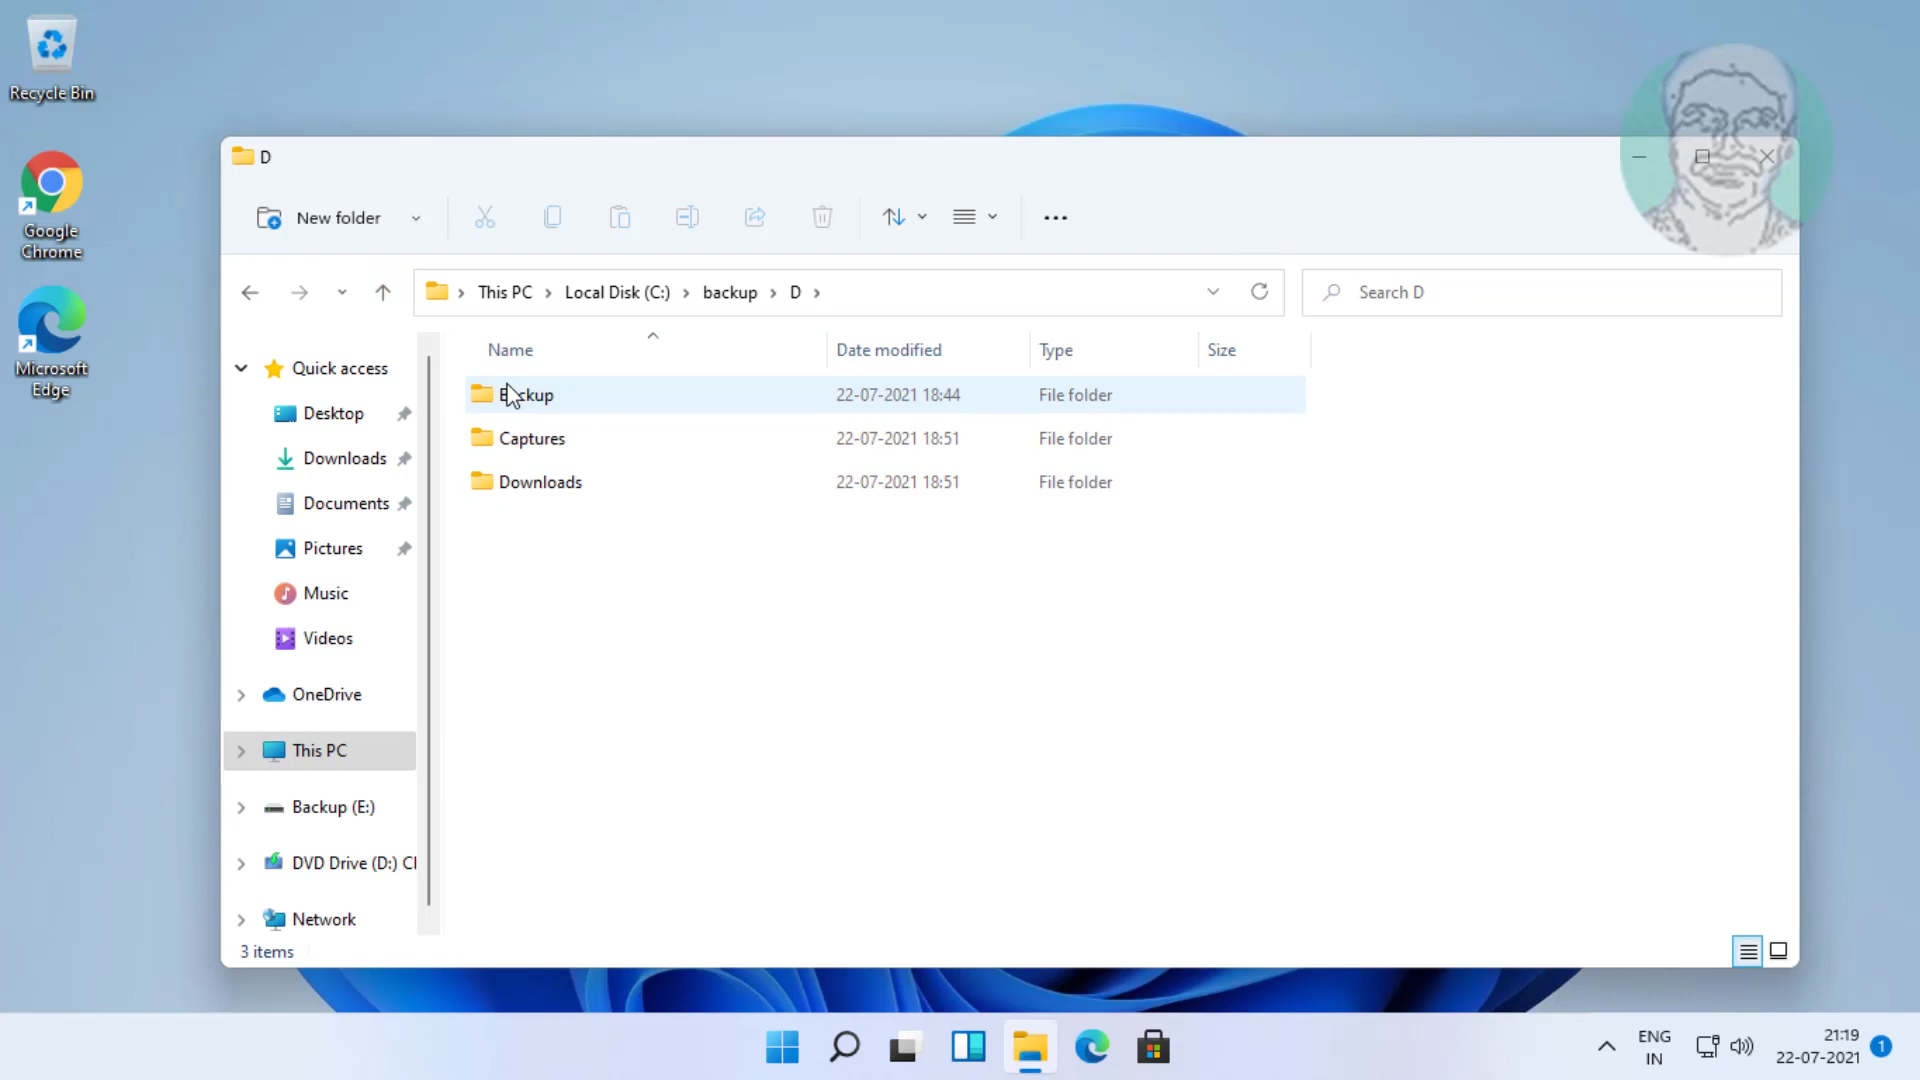 Recycle Bin
Google
Chrome
Microsoft
Edge
D
New folder
This PC
Local Disk (C:)
backup
D
Search D
Name
Date modified
Type
Size
Backup
22-07-2021 18:44
File folder
Captures
22-07-2021 18:51
File folder
Downloads
22-07-2021 18:51
File folder
Quick access
Desktop
Downloads
Documents
Pictures
Music
Videos
OneDrive
This PC
Backup (E:)
DVD Drive (D:) C
Network
3 items
ENG
IN
21:19
22-07-2021
1